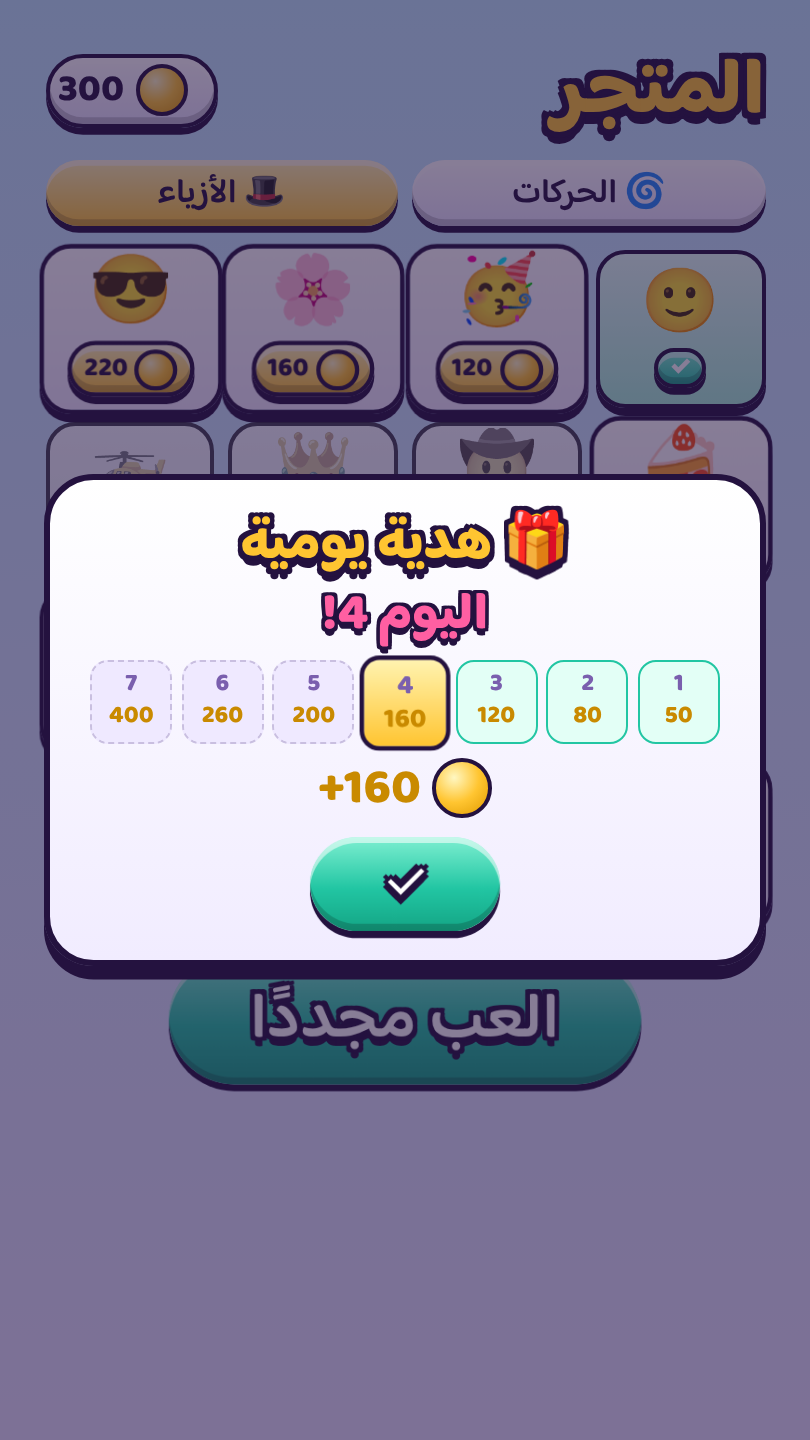 المتجر
300
🌀 الحركات
🎩 الأزياء
120
160
220
🎁 هدية يومية
اليوم 4!
1 2 3 4 5 6 7
50 80 120 160 200 260 400
+160
العب مجددًا